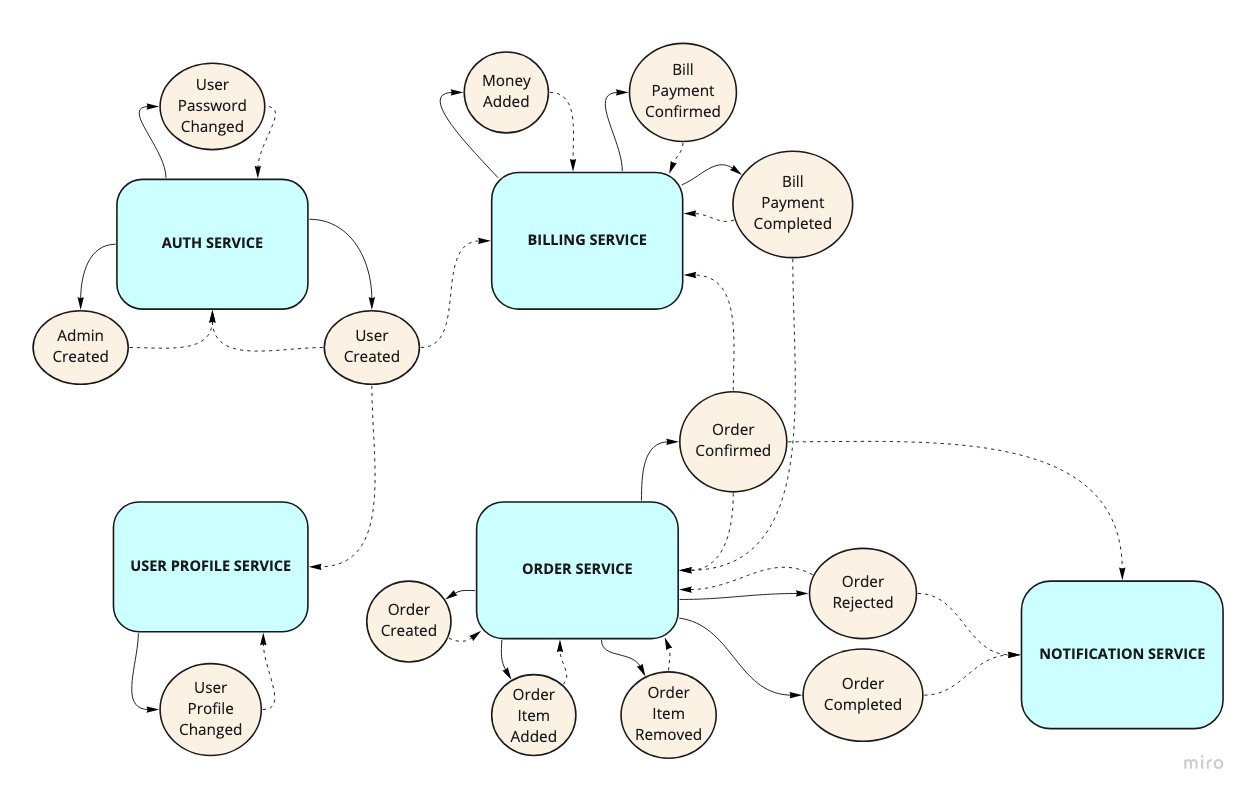 User
Password
Changed
Money
Added
Bill
Payment
Confirmed
Bill
Payment
Completed
AUTH SERVICE
BILLING SERVICE
Admin
Created
User
Created
Order
Confirmed
USER PROFILE SERVICE
ORDER SERVICE
Order
Created
Order
Rejected
NOTIFICATION SERVICE
User
Profile
Changed
Order
Item
Added
Order
Item
Removed
Order
Completed
miro